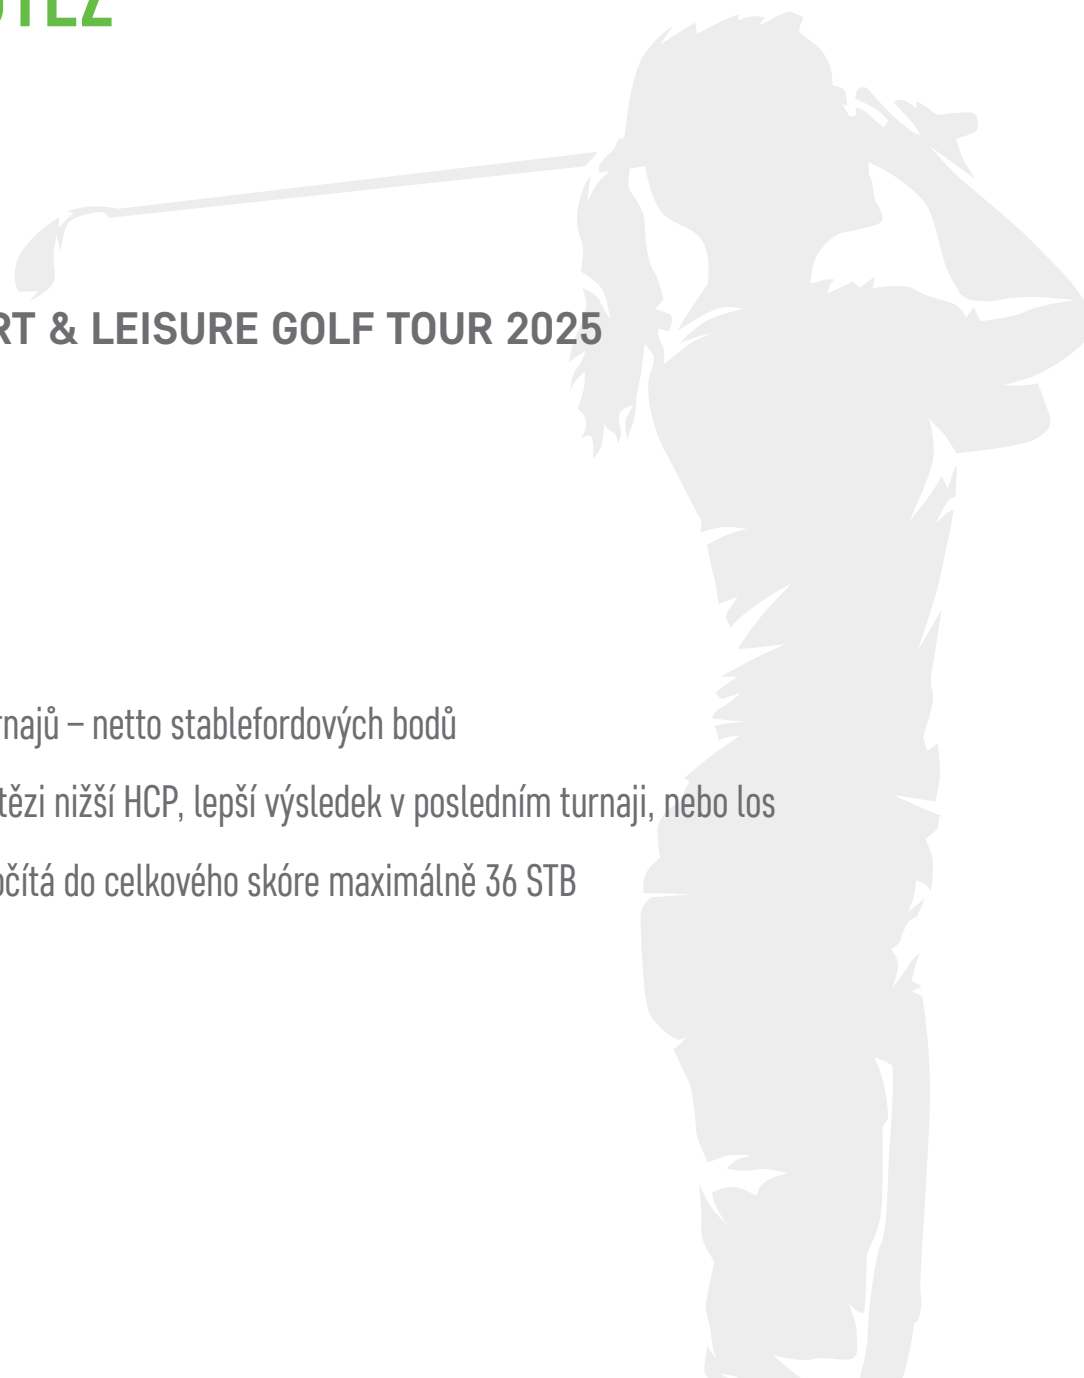 RT & LEISURE GOLF TOUR 2025
rnajů – netto stablefordových bodů
tězi nižší HCP, lepší výsledek v posledním turnaji, nebo los
očítá do celkového skóre maximálně 36 STB